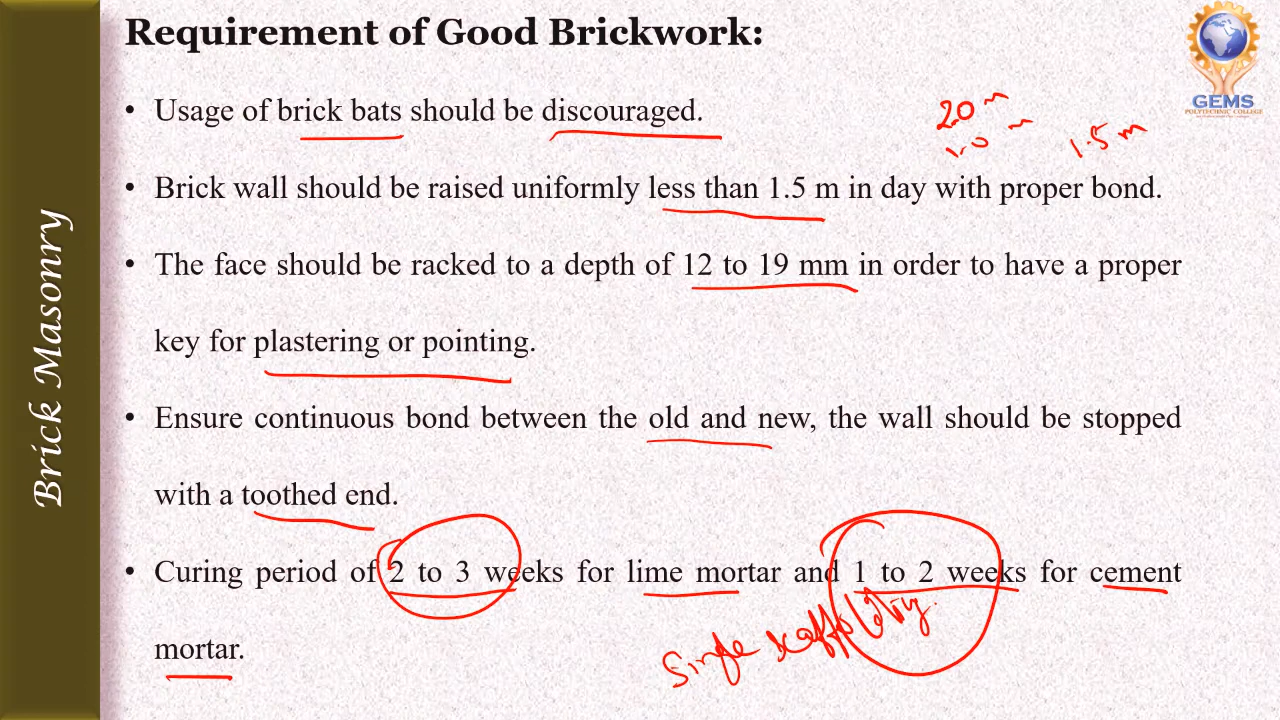 Requirement of Good Brickwork:
GEMS
POLYTECHNIC COLLEGE
• Usage of brick bats should be discouraged.
20 m
1.0 m
1.5 m
• Brick wall should be raised uniformly less than 1.5 m in day with proper bond.
• The face should be racked to a depth of 12 to 19 mm in order to have a proper
key for plastering or pointing.
• Ensure continuous bond between the old and new, the wall should be stopped
with a toothed end.
• Curing period of 2 to 3 weeks for lime mortar and 1 to 2 weeks for cement
mortar.
Single
Brick Masonry